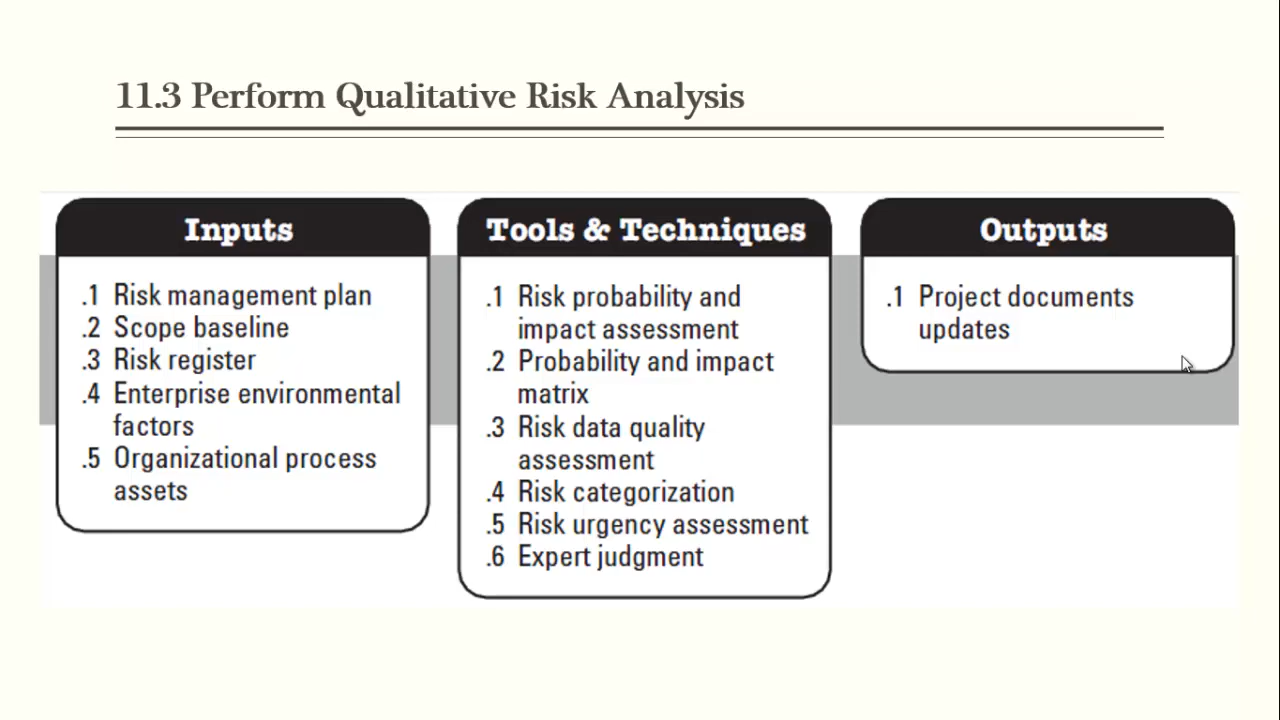 11.3 Perform Qualitative Risk Analysis
Inputs
.1 Risk management plan
.2 Scope baseline
.3 Risk register
.4 Enterprise environmental
factors
.5 Organizational process
assets
Tools & Techniques
.1 Risk probability and
impact assessment
.2 Probability and impact
matrix
.3 Risk data quality
assessment
.4 Risk categorization
.5 Risk urgency assessment
.6 Expert judgment
Outputs
.1 Project documents
updates